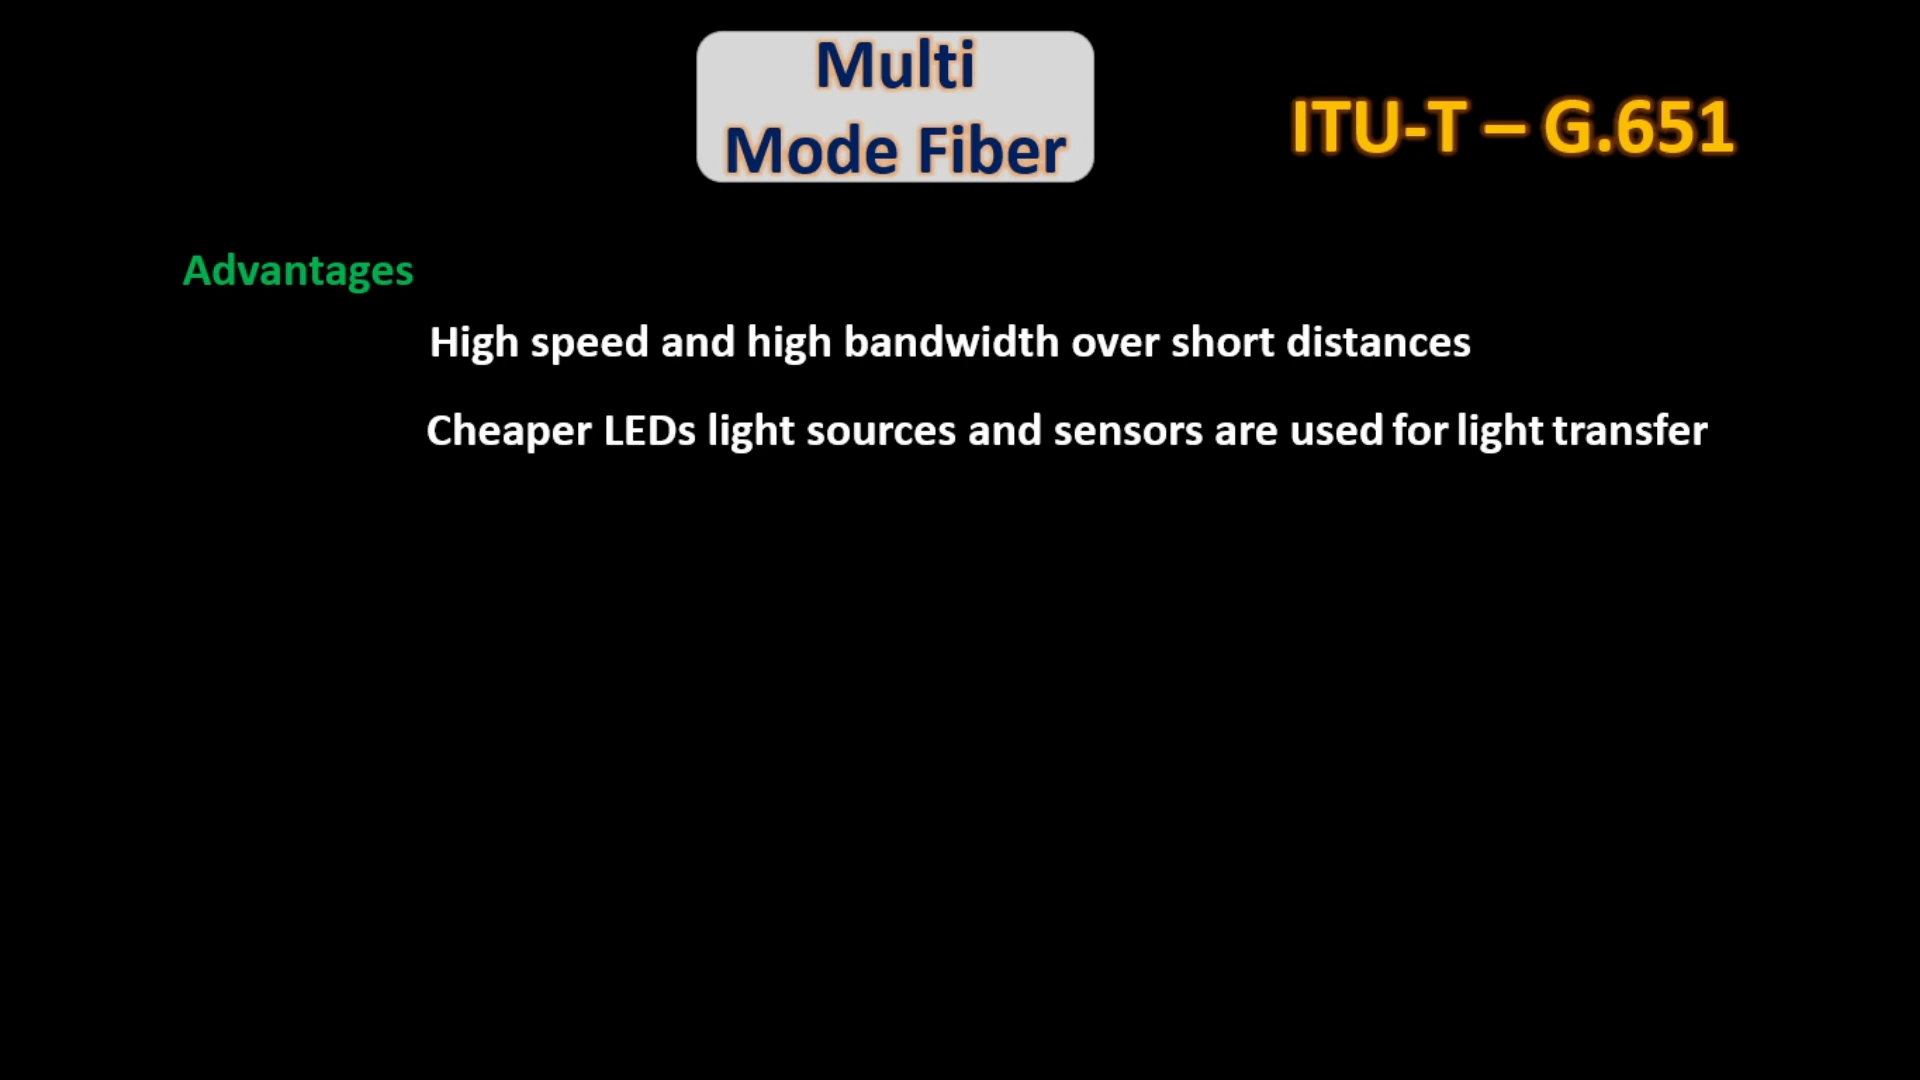 Multi
Mode Fiber
ITU-T – G.651
Advantages
High speed and high bandwidth over short distances
Cheaper LEDs light sources and sensors are used for light transfer